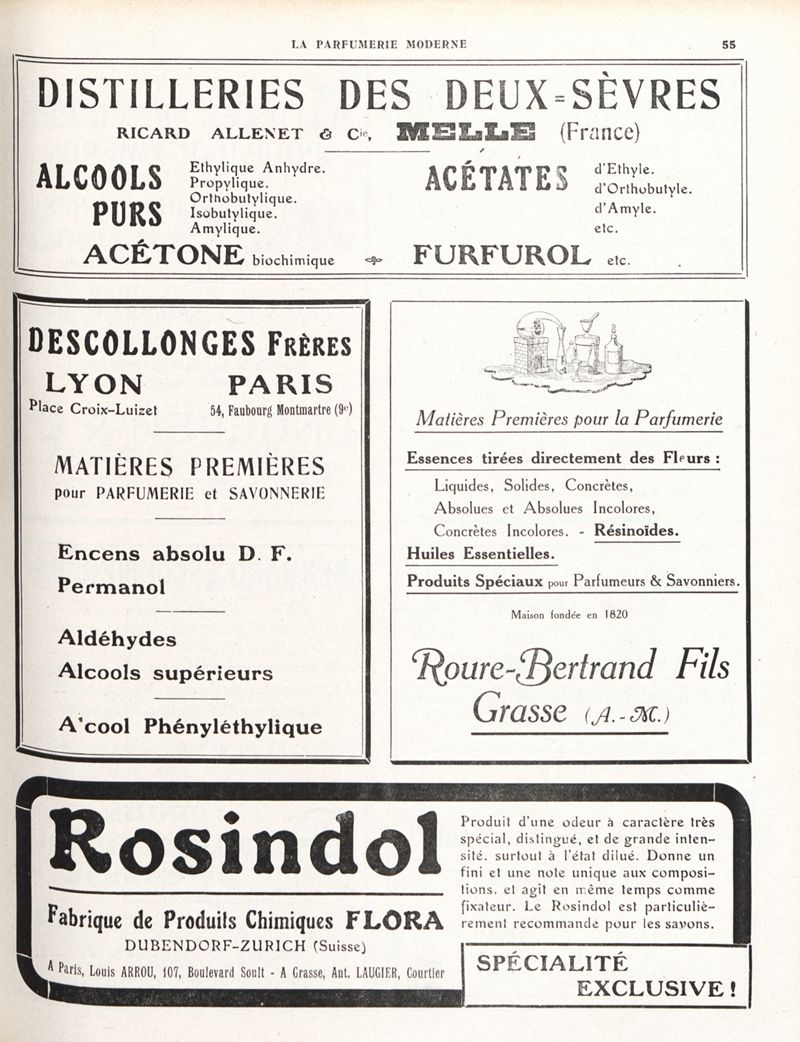 LA PARFUMERIE MODERNE 55
DISTILLERIES DES DEUX=SÈVRES
RICARD ALLENET & Cie, MELLE (France)
ALCOOLS PURS
Ethylique Anhydre.
Propylique.
Orthobutylique.
Isobutylique.
Amylique.
ACÉTATES
d'Ethyle.
d'Orthobutyle.
d'Amyle.
etc.
ACÉTONE biochimique FURFUROL etc.
DESCOLLONGES FRÈRES
LYON PARIS
Place Croix-Luizet 54, Faubourg Montmartre (9e)
MATIÈRES PREMIÈRES
pour PARFUMERIE et SAVONNERIE
Encens absolu D. F.
Permanol
Aldéhydes
Alcools supérieurs
A'cool Phényléthylique
Matières Premières pour la Parfumerie
Essences tirées directement des Fleurs :
Liquides, Solides, Concrètes,
Absolues et Absolues Incolores,
Concrètes Incolores. - Résinoïdes.
Huiles Essentielles.
Produits Spéciaux pour Parfumeurs & Savonniers.
Maison fondée en 1820
Roure-Bertrand Fils
Grasse (A.-M.)
Rosindol
Fabrique de Produits Chimiques FLORA
DUBENDORF-ZURICH (Suisse)
A Paris, Louis ARROU, 107, Boulevard Soult - A Grasse, Ant. LAUGIER, Courtier
Produit d'une odeur à caractère très
spécial, distingué, et de grande inten-
sité. surtout à l'état dilué. Donne un
fini et une note unique aux composi-
tions. et agit en même temps comme
fixateur. Le Rosindol est particuliè-
rement recommande pour les savons.
SPÉCIALITÉ
EXCLUSIVE !